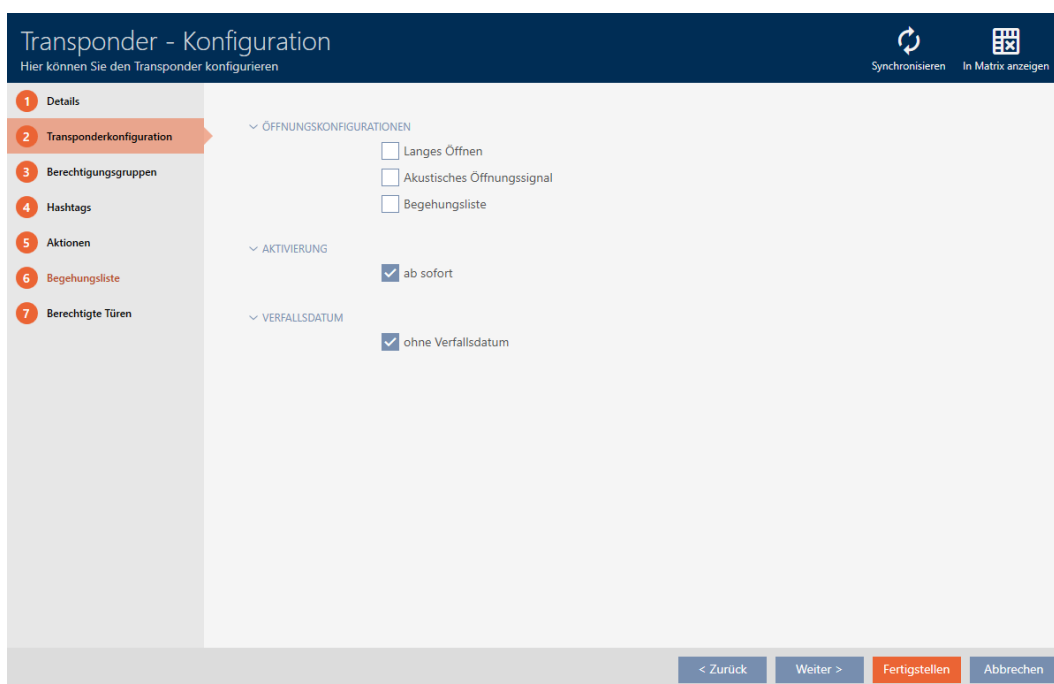 Transponder - Konfiguration
Hier können Sie den Transponder konfigurieren
Synchronisieren
In Matrix anzeigen
1 Details
2 Transponderkonfiguration
3 Berechtigungsgruppen
4 Hashtags
5 Aktionen
6 Begehungsliste
7 Berechtigte Türen
ÖFFNUNGSKONFIGURATIONEN
Langes Öffnen
Akustisches Öffnungssignal
Begehungsliste
AKTIVIERUNG
ab sofort
VERFALLSDATUM
ohne Verfallsdatum
< Zurück
Weiter >
Fertigstellen
Abbrechen